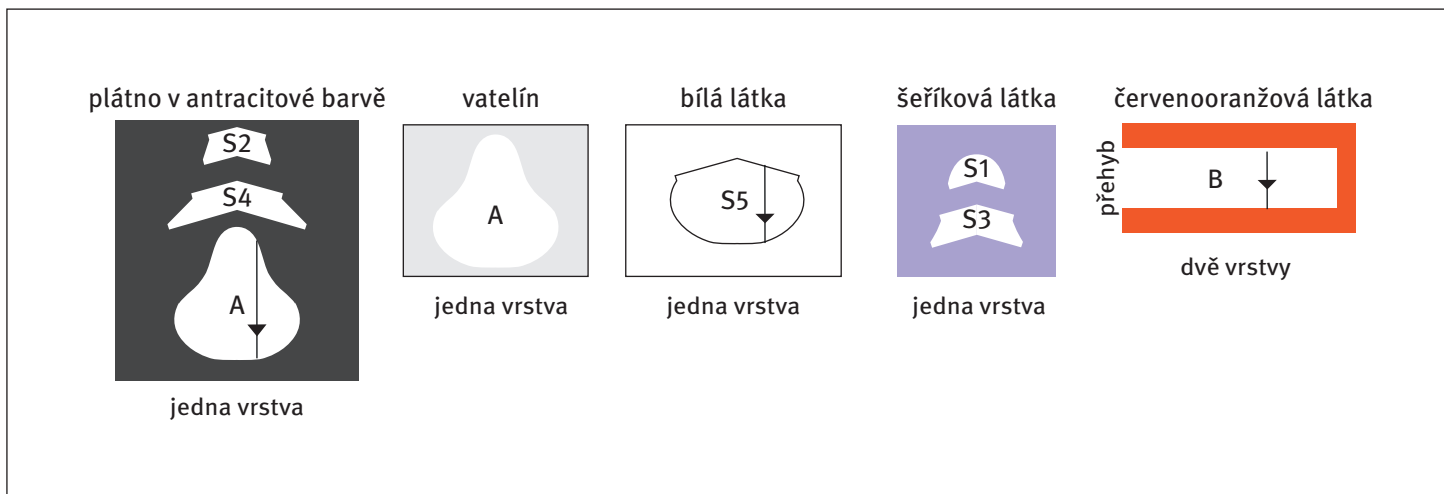 plátno v antracitové barvě
S2
S4
A
jedna vrstva
vatelín
A
jedna vrstva
bílá látka
S5
jedna vrstva
šeříková látka
S1
S3
jedna vrstva
červenooranžová látka
přehyb
B
dvě vrstvy